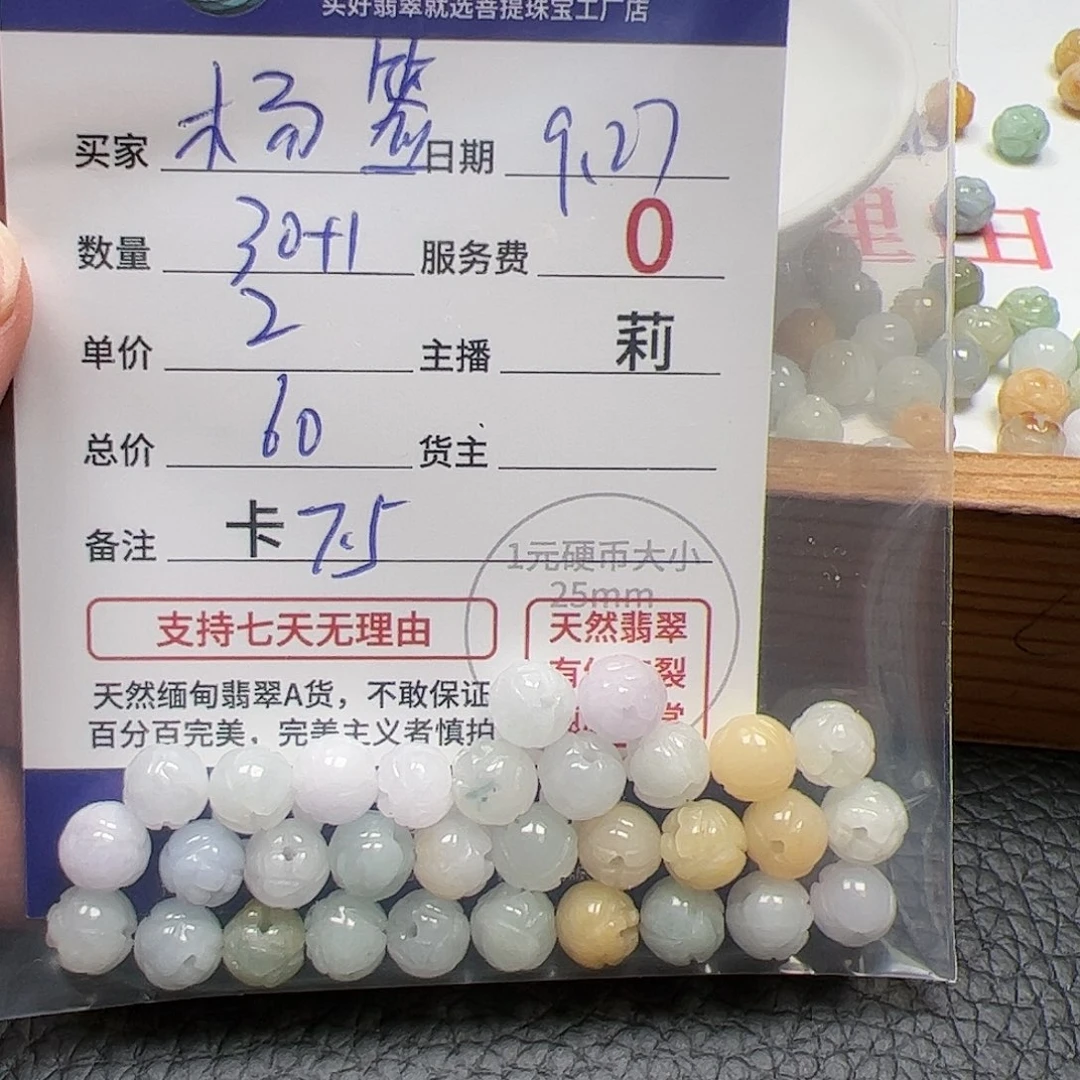 买好翡翠就选菩提珠宝工厂店
买家 杨 日期 9.27
数量 30+1 服务费 0
单价 2 主播 莉
总价 60 货主
备注 卡 7.5
1元硬币大小
25mm
支持七天无理由
天然翡翠
裂
天然缅甸翡翠A货，不敢保证
百分百完美，完美主义者慎拍